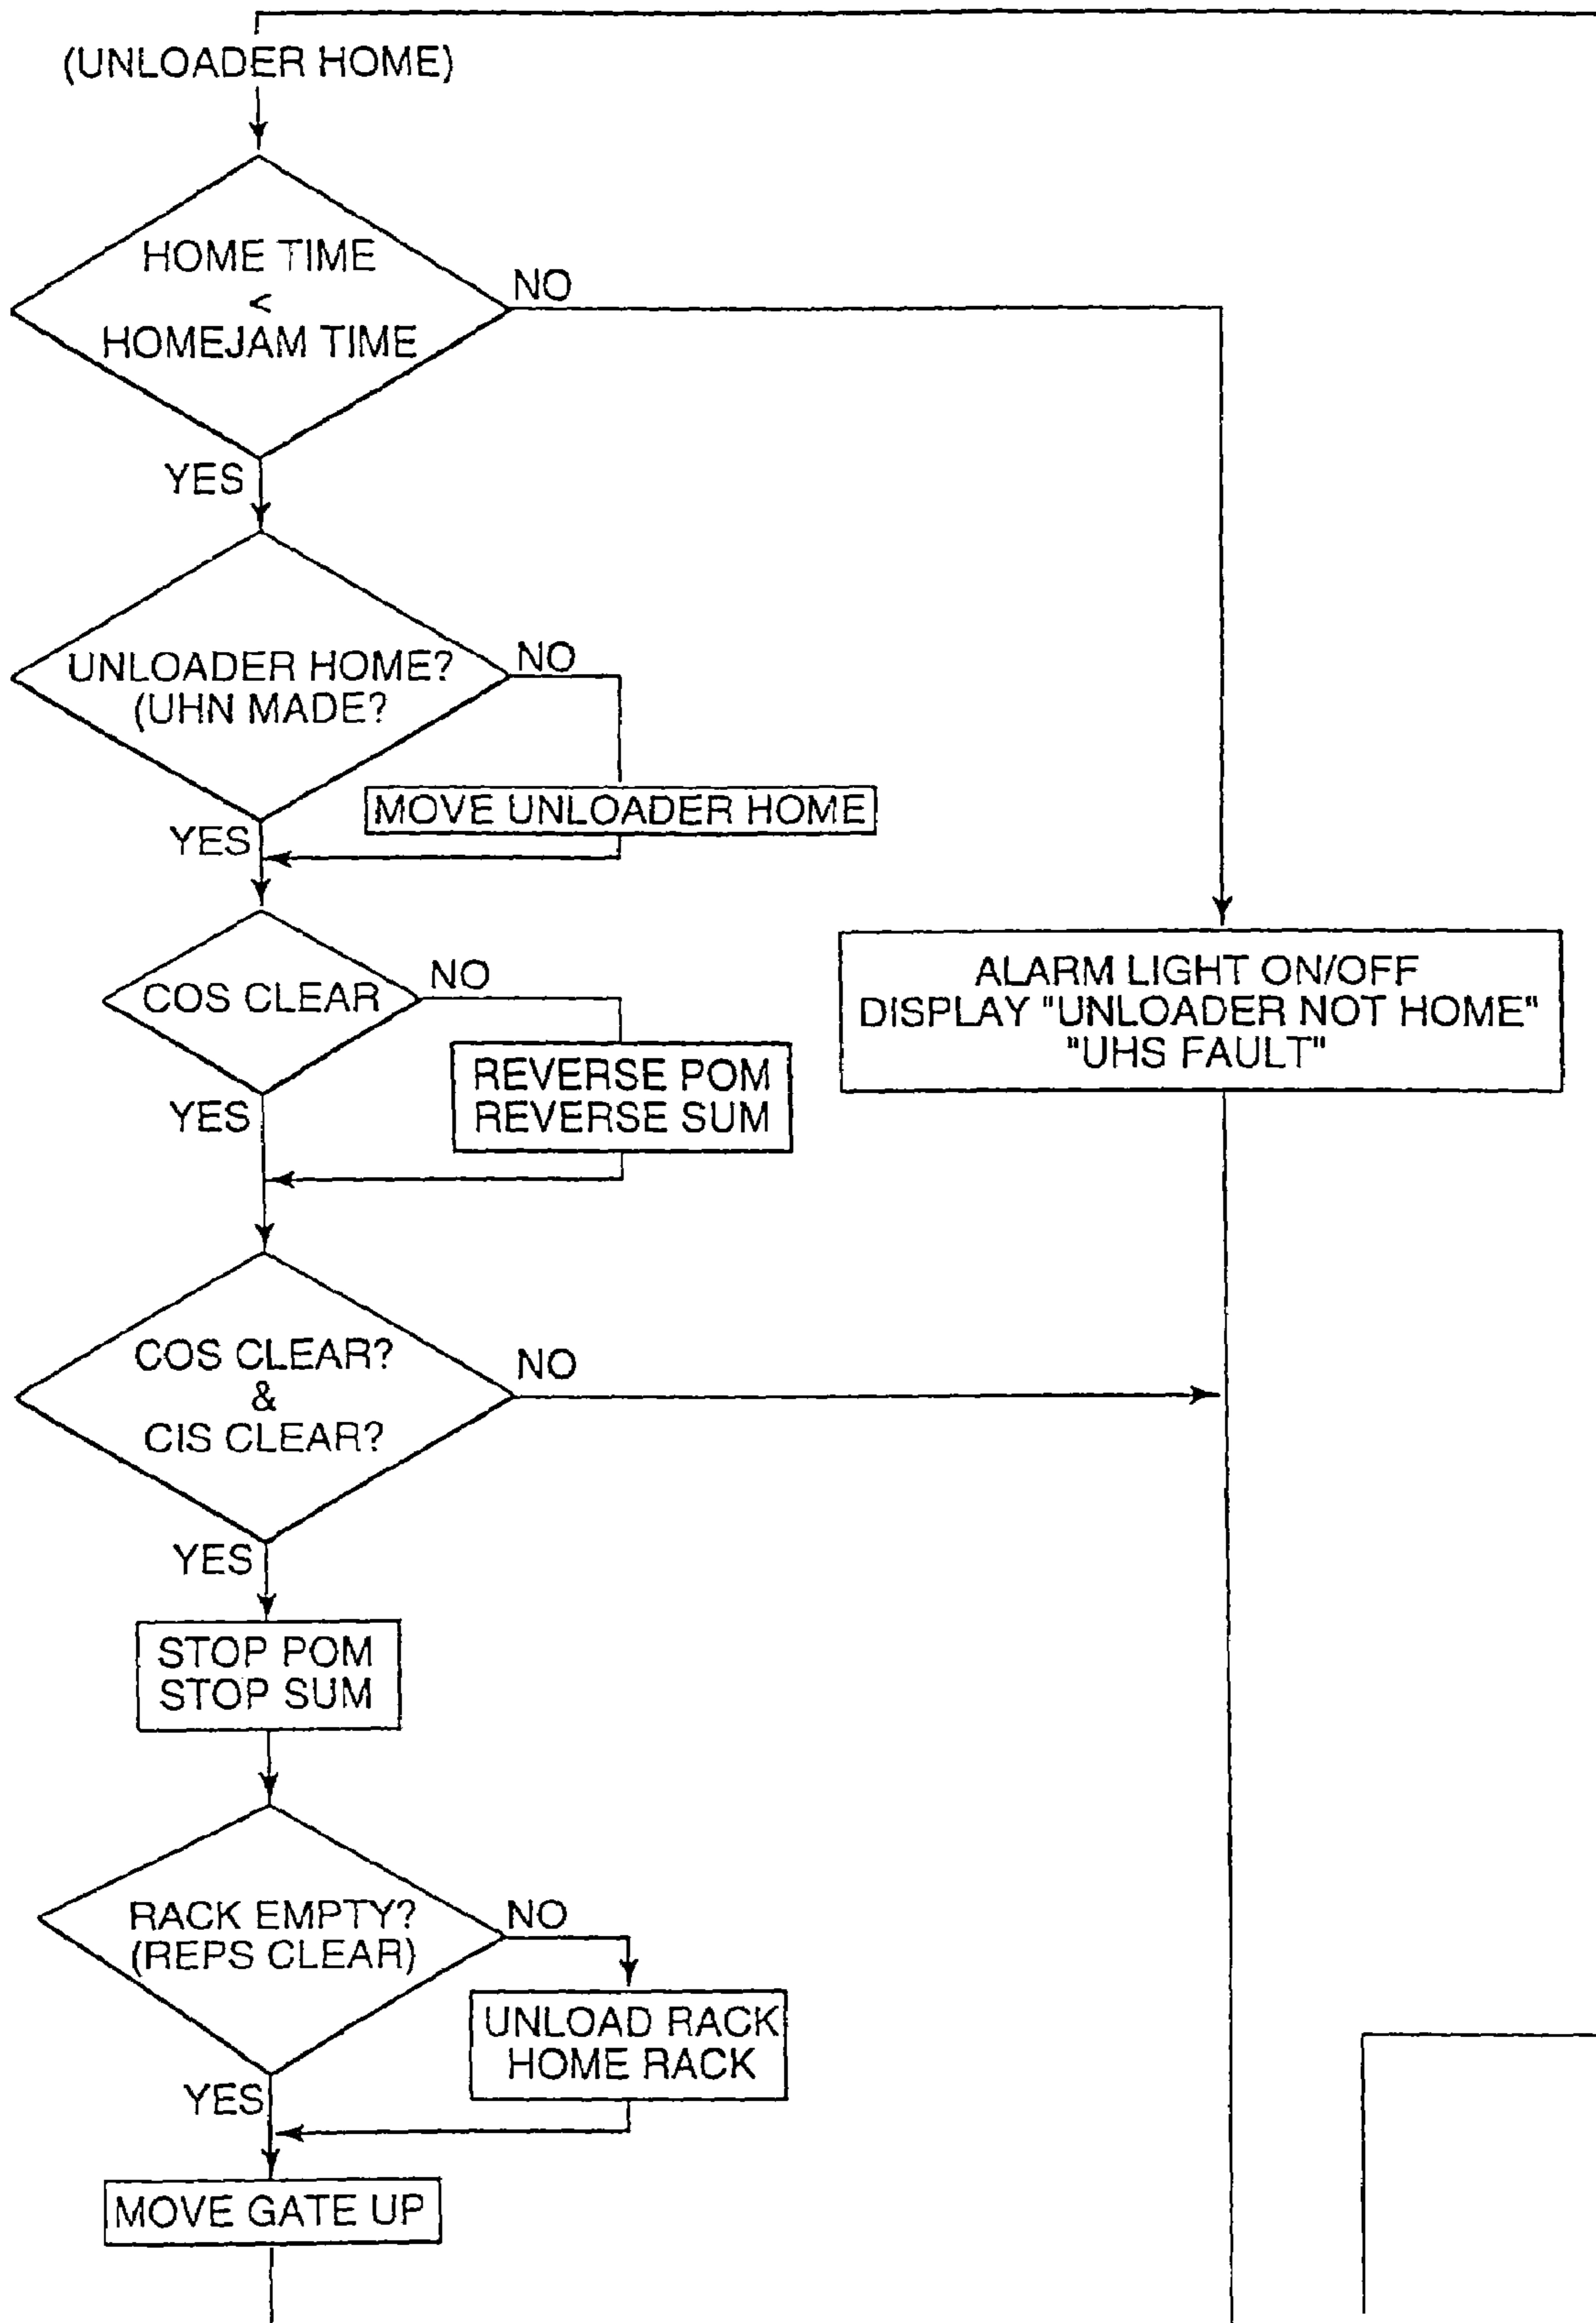 (UNLOADER HOME)
HOME TIME
<
HOMEJAM TIME
NO
YES
UNLOADER HOME?
(UHN MADE?
NO
MOVE UNLOADER HOME
YES
COS CLEAR
NO
REVERSE POM
REVERSE SUM
YES
ALARM LIGHT ON/OFF
DISPLAY "UNLOADER NOT HOME"
"UHS FAULT"
COS CLEAR?
&
CIS CLEAR?
NO
YES
STOP POM
STOP SUM
RACK EMPTY?
(REPS CLEAR)
NO
UNLOAD RACK
HOME RACK
YES
MOVE GATE UP